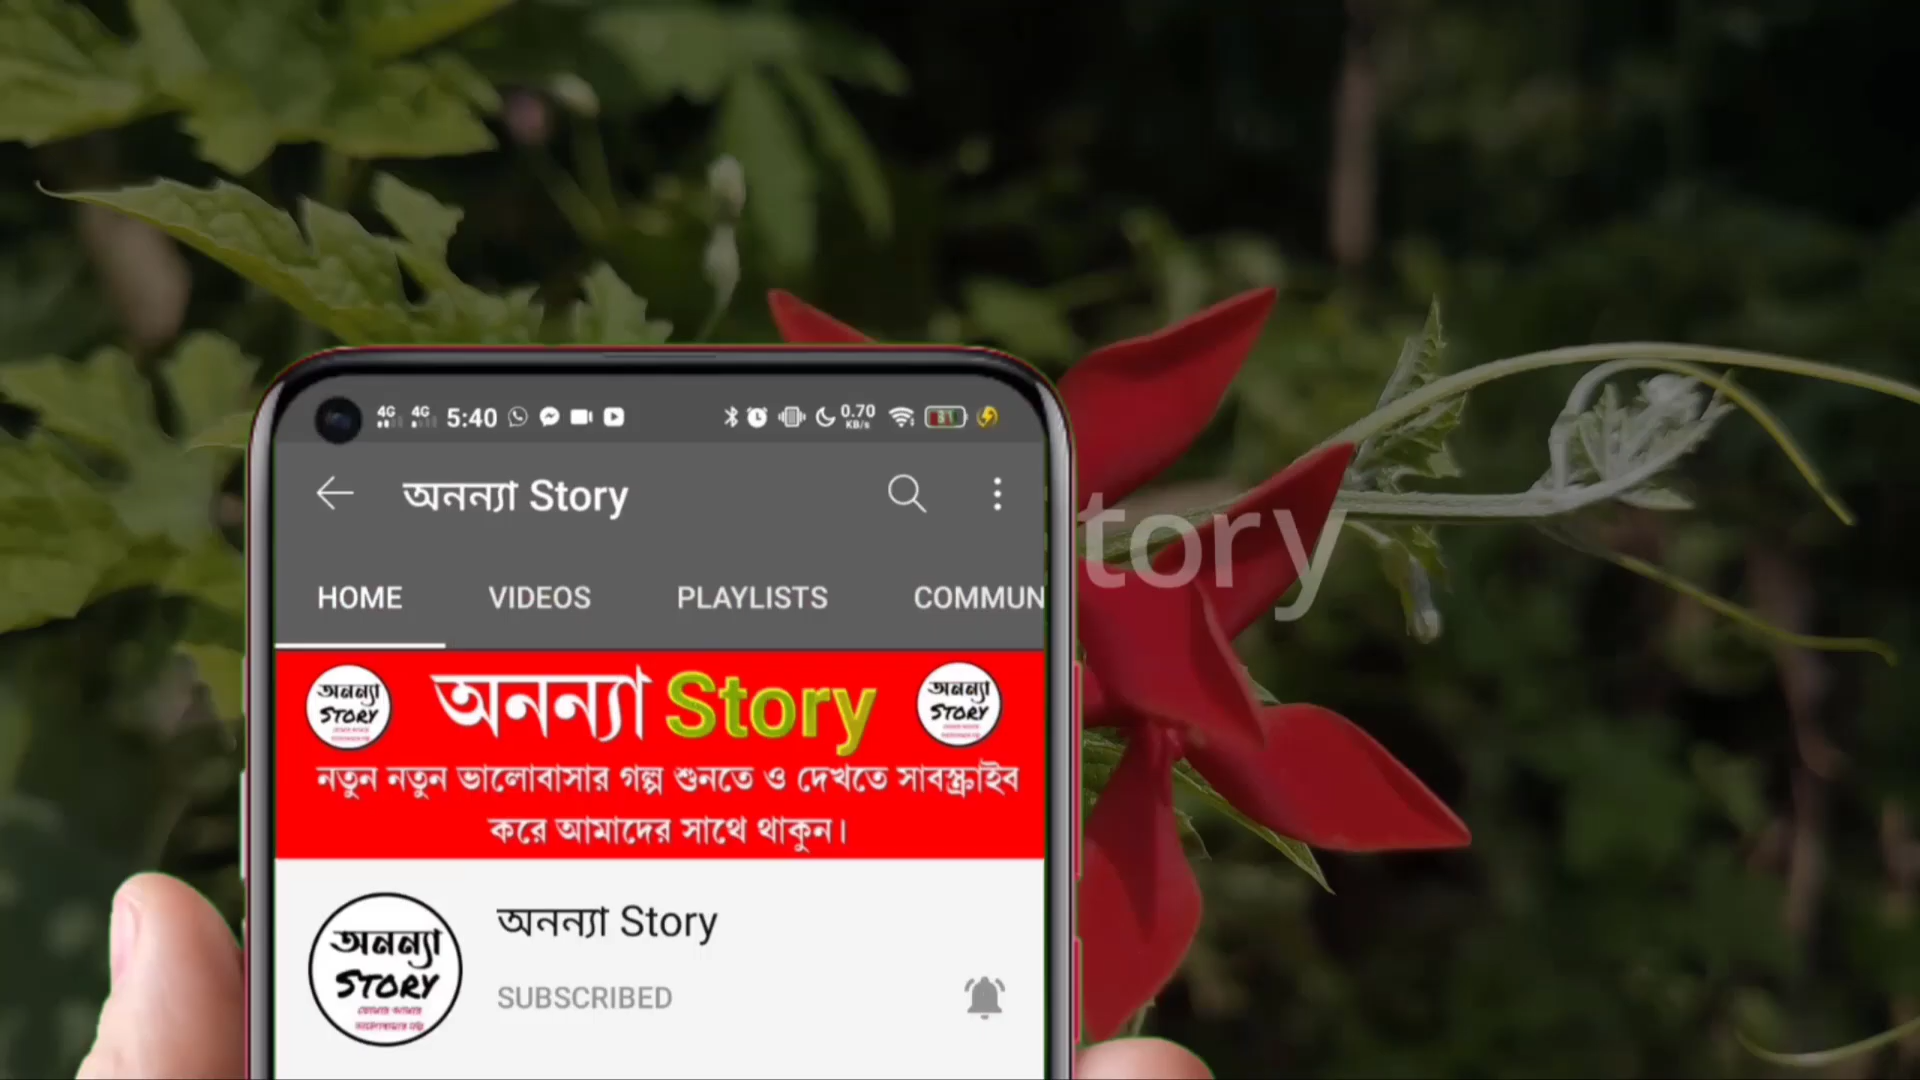 4G 4G 5:40 0.70 KB/s 31
অনন্যা Story
tory
HOME VIDEOS PLAYLISTS COMMUN
অনন্যা STORY
অনন্যা Story
অনন্যা STORY
নতুন নতুন ভালোবাসার গল্প শুনতে ও দেখতে সাবস্ক্রাইব
করে আমাদের সাথে থাকুন।
অনন্যা Story
অনন্যা
STORY
SUBSCRIBED